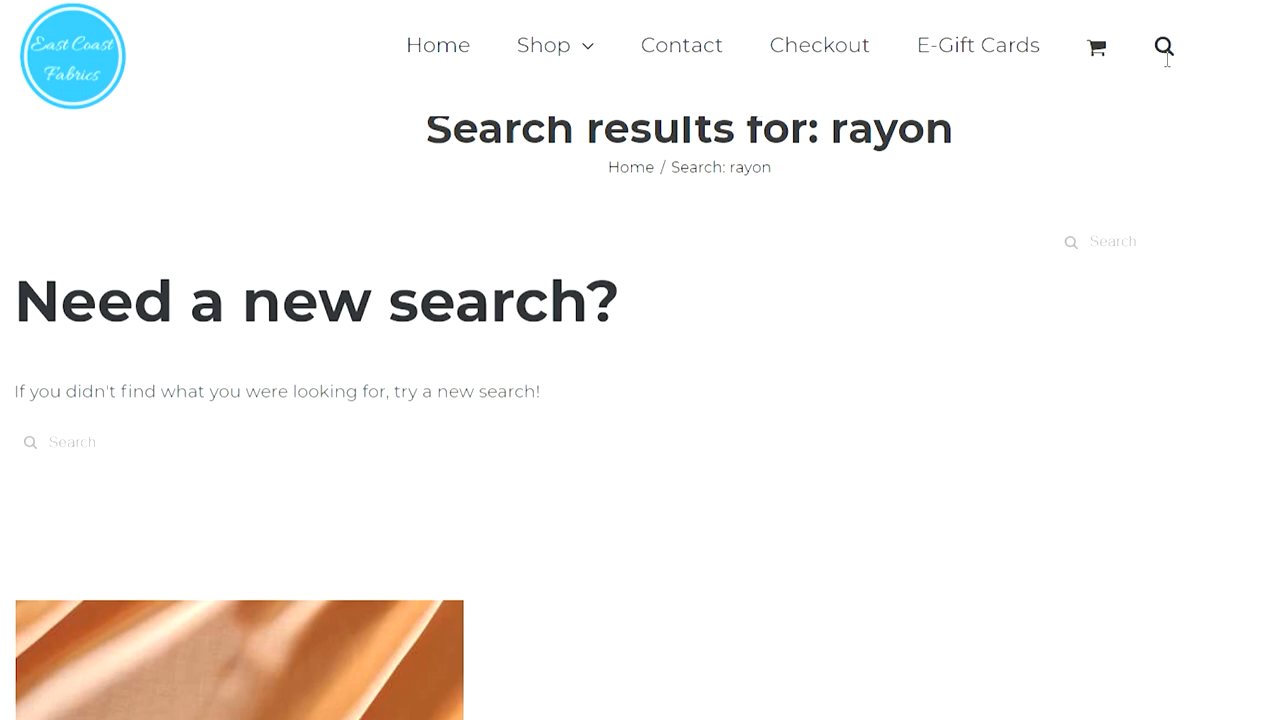 East Coast
Fabrics
Home
Shop
Contact
Checkout
E-Gift Cards
Search results for: rayon
Home / Search: rayon
Search
Need a new search?
If you didn't find what you were looking for, try a new search!
Search